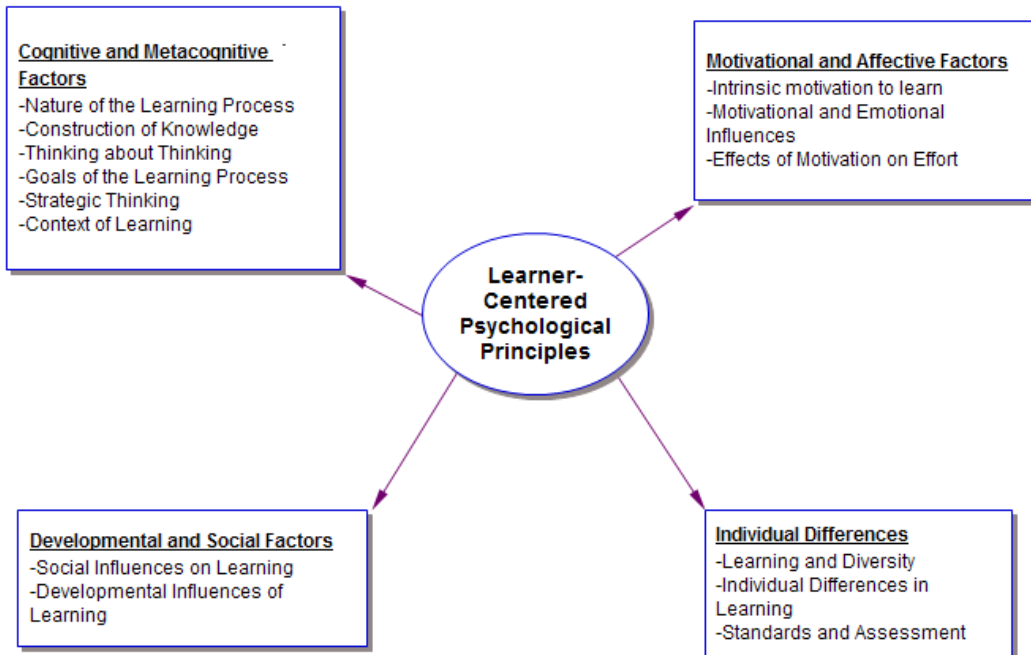 Cognitive and Metacognitive
Factors
-Nature of the Learning Process
-Construction of Knowledge
-Thinking about Thinking
-Goals of the Learning Process
-Strategic Thinking
-Context of Learning
Motivational and Affective Factors
-Intrinsic motivation to learn
-Motivational and Emotional
Influences
-Effects of Motivation on Effort
Learner-
Centered
Psychological
Principles
Developmental and Social Factors
-Social Influences on Learning
-Developmental Influences of
Learning
Individual Differences
-Learning and Diversity
-Individual Differences in
Learning
-Standards and Assessment